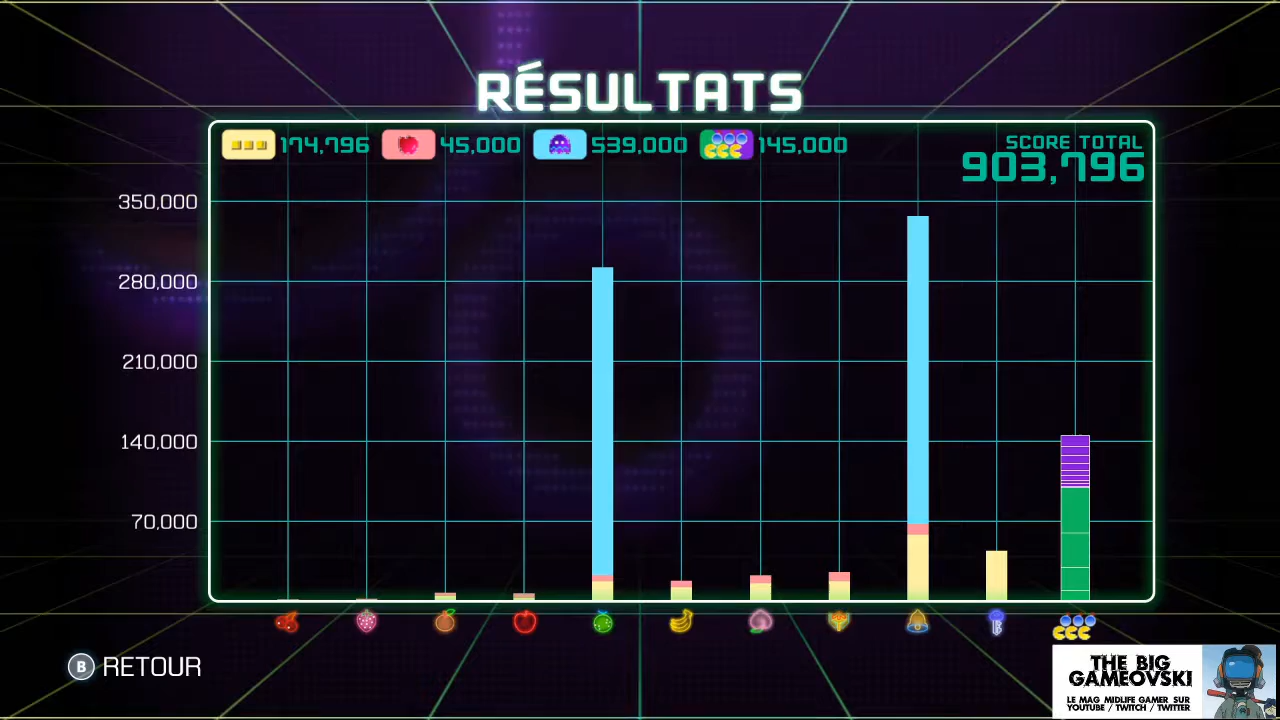 RÉSULTATS
174,796 45,000 539,000 145,000
SCORE TOTAL
903,796
350,000
280,000
210,000
140,000
70,000
B RETOUR
THE BIG
GAMEOVSKI
LE MAG MIDLIFE GAMER SUR
YOUTUBE / TWITCH / TWITTER